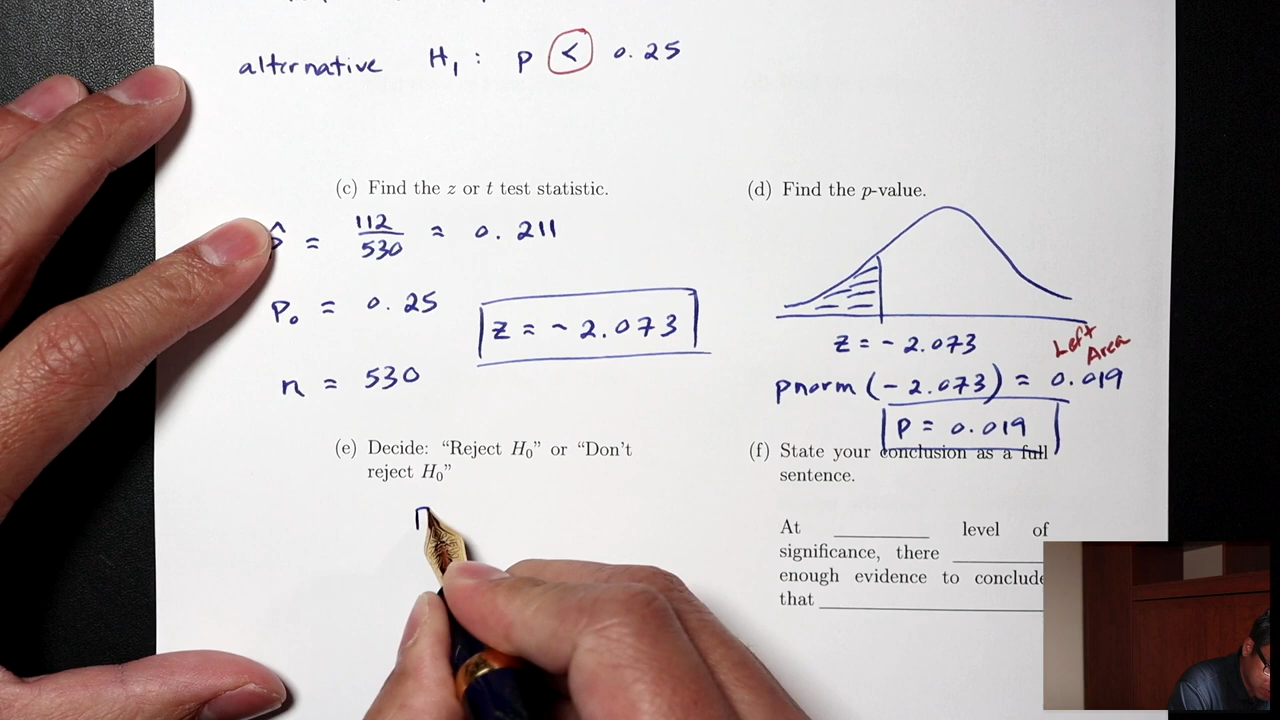 alternative H₁ : p < 0.25
(c) Find the z or t test statistic.
= 112/530 ≈ 0.211
p₀ = 0.25
z = - 2.073
n = 530
(d) Find the p-value.
z = - 2.073
Left Area
pnorm (- 2.073) = 0.019
P = 0.019
(e) Decide: “Reject H₀” or “Don’t
reject H₀”
(f) State your conclusion as a full
sentence.
At ________ level of
significance, there ________
enough evidence to conclude
that ________